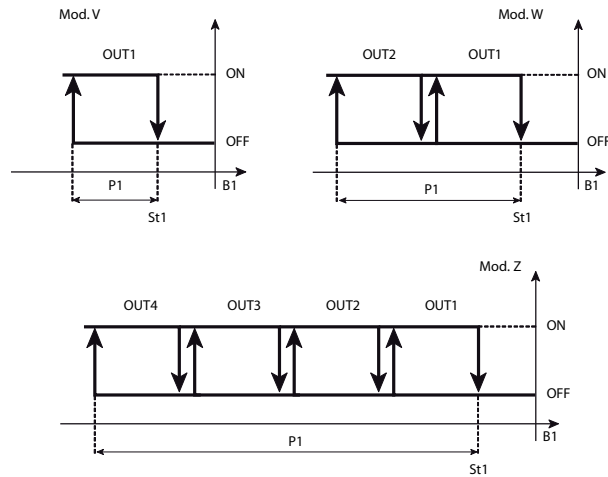 Mod. V
OUT1
ON
OFF
P1
B1
St1
Mod. W
OUT2 OUT1
ON
OFF
P1
B1
St1
Mod. Z
OUT4 OUT3 OUT2 OUT1
ON
OFF
P1
B1
St1